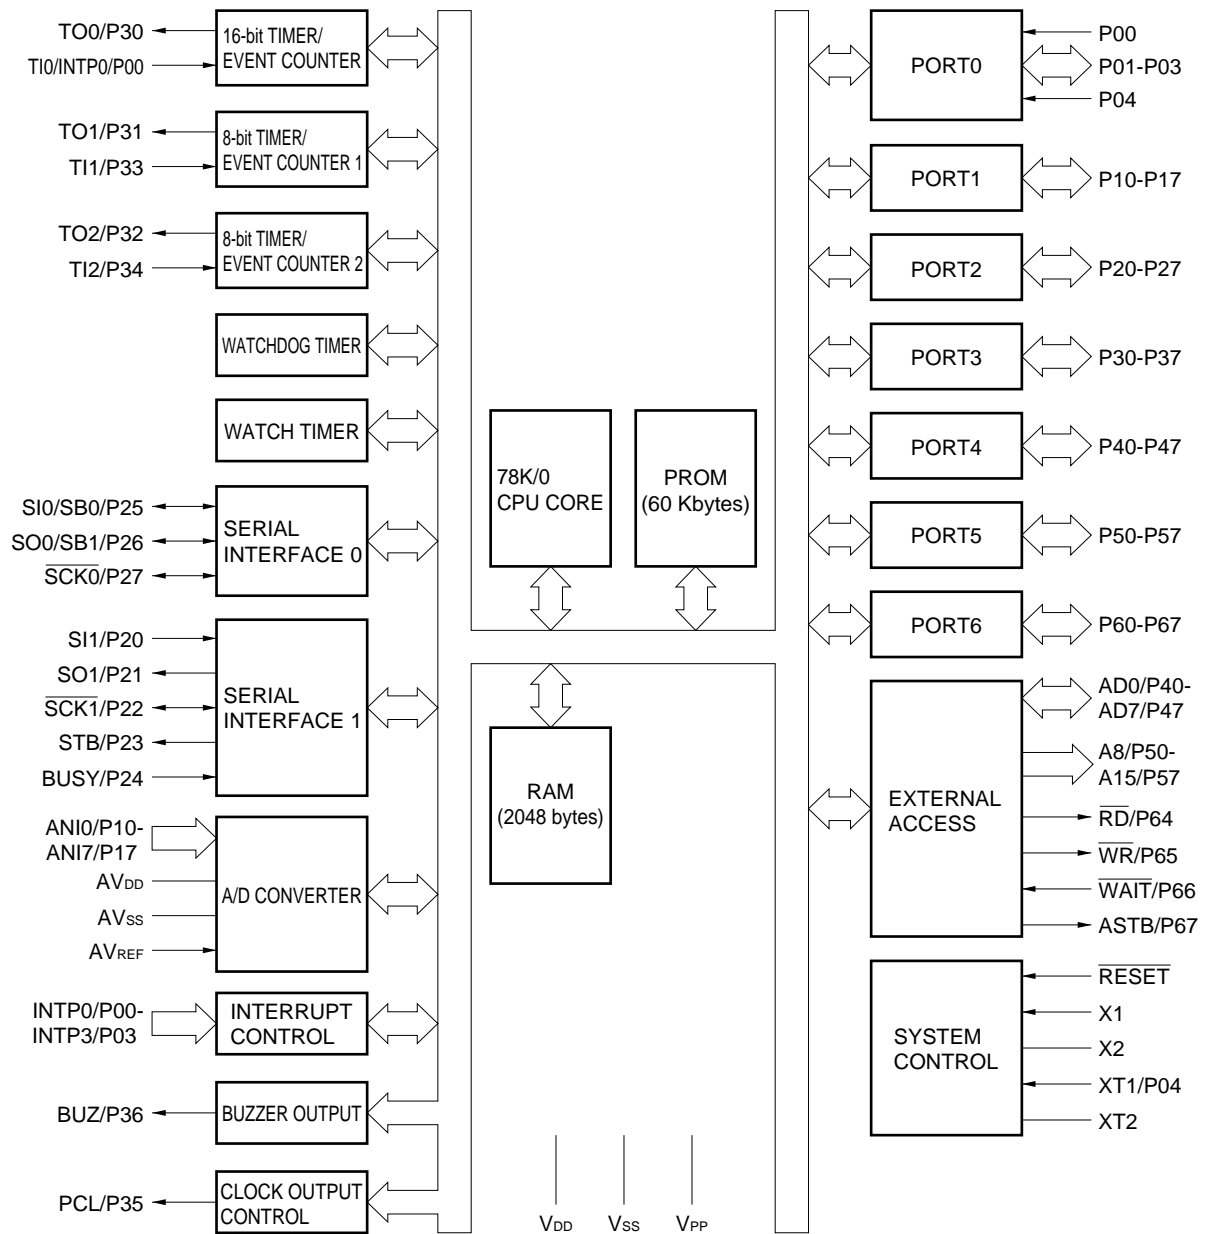 TO0/P30
TI0/INTP0/P00
16-bit TIMER/
EVENT COUNTER
TO1/P31
TI1/P33
8-bit TIMER/
EVENT COUNTER 1
TO2/P32
TI2/P34
8-bit TIMER/
EVENT COUNTER 2
WATCHDOG TIMER
WATCH TIMER
SI0/SB0/P25
SO0/SB1/P26
SCK0/P27
SERIAL
INTERFACE 0
SI1/P20
SO1/P21
SCK1/P22
STB/P23
BUSY/P24
SERIAL
INTERFACE 1
ANI0/P10-
ANI7/P17
AVDD
AVSS
AVREF
A/D CONVERTER
INTP0/P00-
INTP3/P03
INTERRUPT
CONTROL
BUZ/P36
BUZZER OUTPUT
PCL/P35
CLOCK OUTPUT
CONTROL
78K/0
CPU CORE
PROM
(60 Kbytes)
RAM
(2048 bytes)
VDD
VSS
VPP
PORT0
P00
P01-P03
P04
PORT1
P10-P17
PORT2
P20-P27
PORT3
P30-P37
PORT4
P40-P47
PORT5
P50-P57
PORT6
P60-P67
EXTERNAL
ACCESS
AD0/P40-
AD7/P47
A8/P50-
A15/P57
RD/P64
WR/P65
WAIT/P66
ASTB/P67
SYSTEM
CONTROL
RESET
X1
X2
XT1/P04
XT2